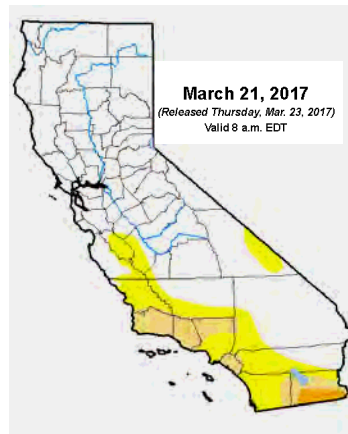 March 21, 2017
(Released Thursday, Mar. 23, 2017)
Valid 8 a.m. EDT